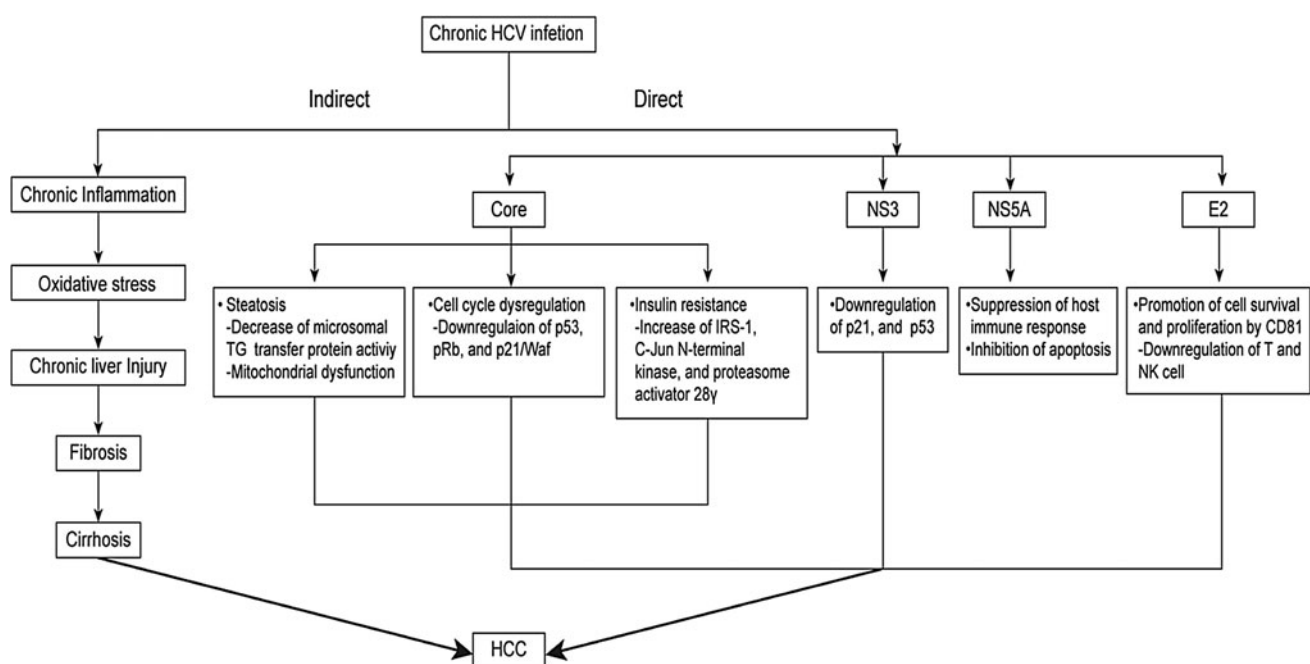 Chronic HCV infetion
Indirect
Direct
Chronic Inflammation
Oxidative stress
Chronic liver Injury
Fibrosis
Cirrhosis
Core
NS3
NS5A
E2
• Steatosis
-Decrease of microsomal
TG transfer protein activiy
-Mitochondrial dysfunction
•Cell cycle dysregulation
-Downregulaion of p53,
pRb, and p21/Waf
•Insulin resistance
-Increase of IRS-1,
C-Jun N-terminal
kinase, and proteasome
activator 28γ
•Downregulation
of p21, and p53
•Suppression of host
immune response
•Inhibition of apoptosis
•Promotion of cell survival
and proliferation by CD81
-Downregulation of T and
NK cell
HCC